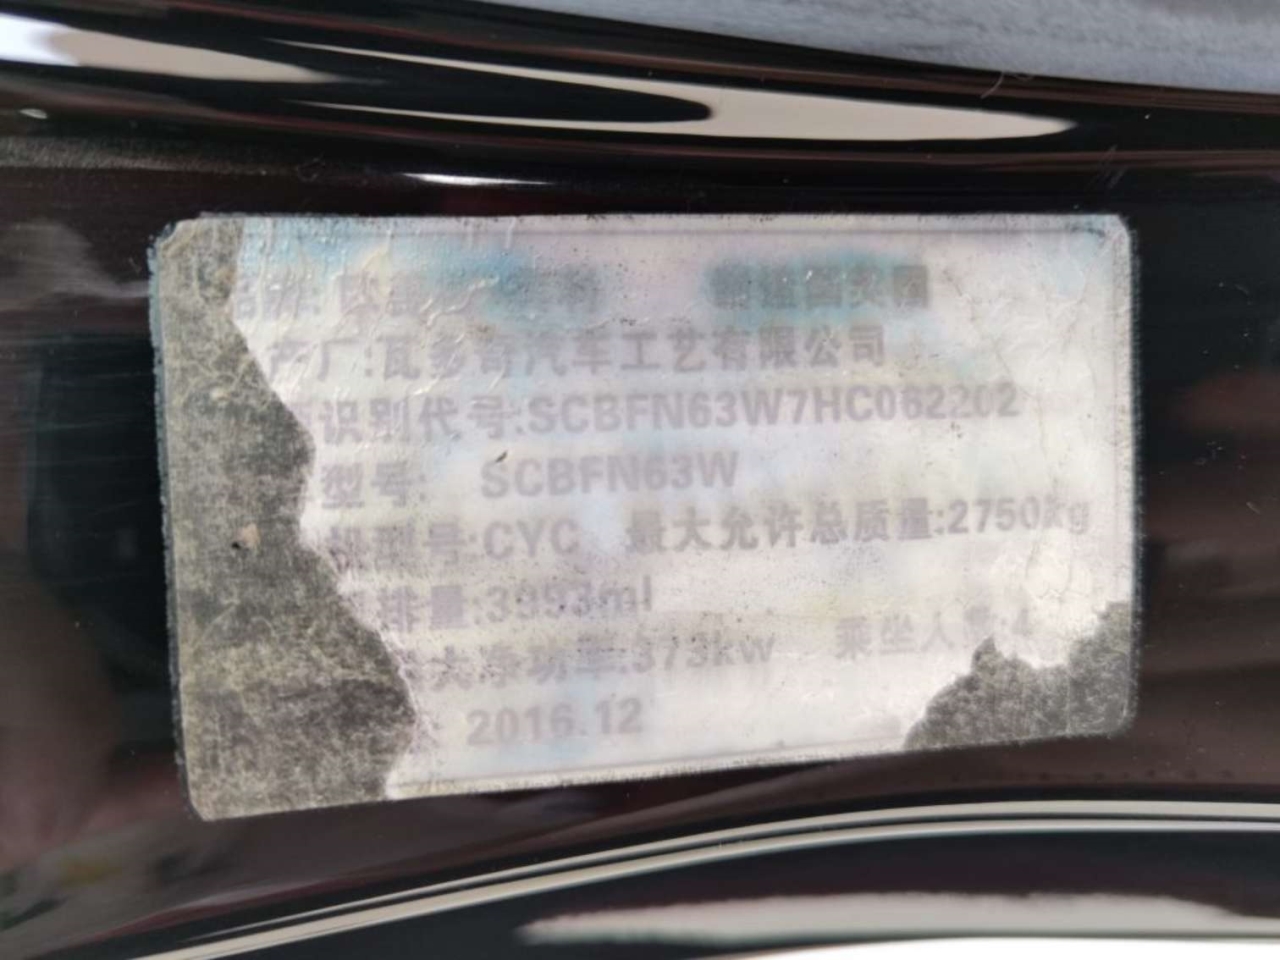 品牌:
产厂:瓦多奇汽车工艺有限公司
识别代号:SCBFN63W7HC062202
型号: SCBFN63W
机型号:CYC 最大允许总质量:2750kg
排量:3993ml
大净功率:373kw 乘坐人数:4
2016.12